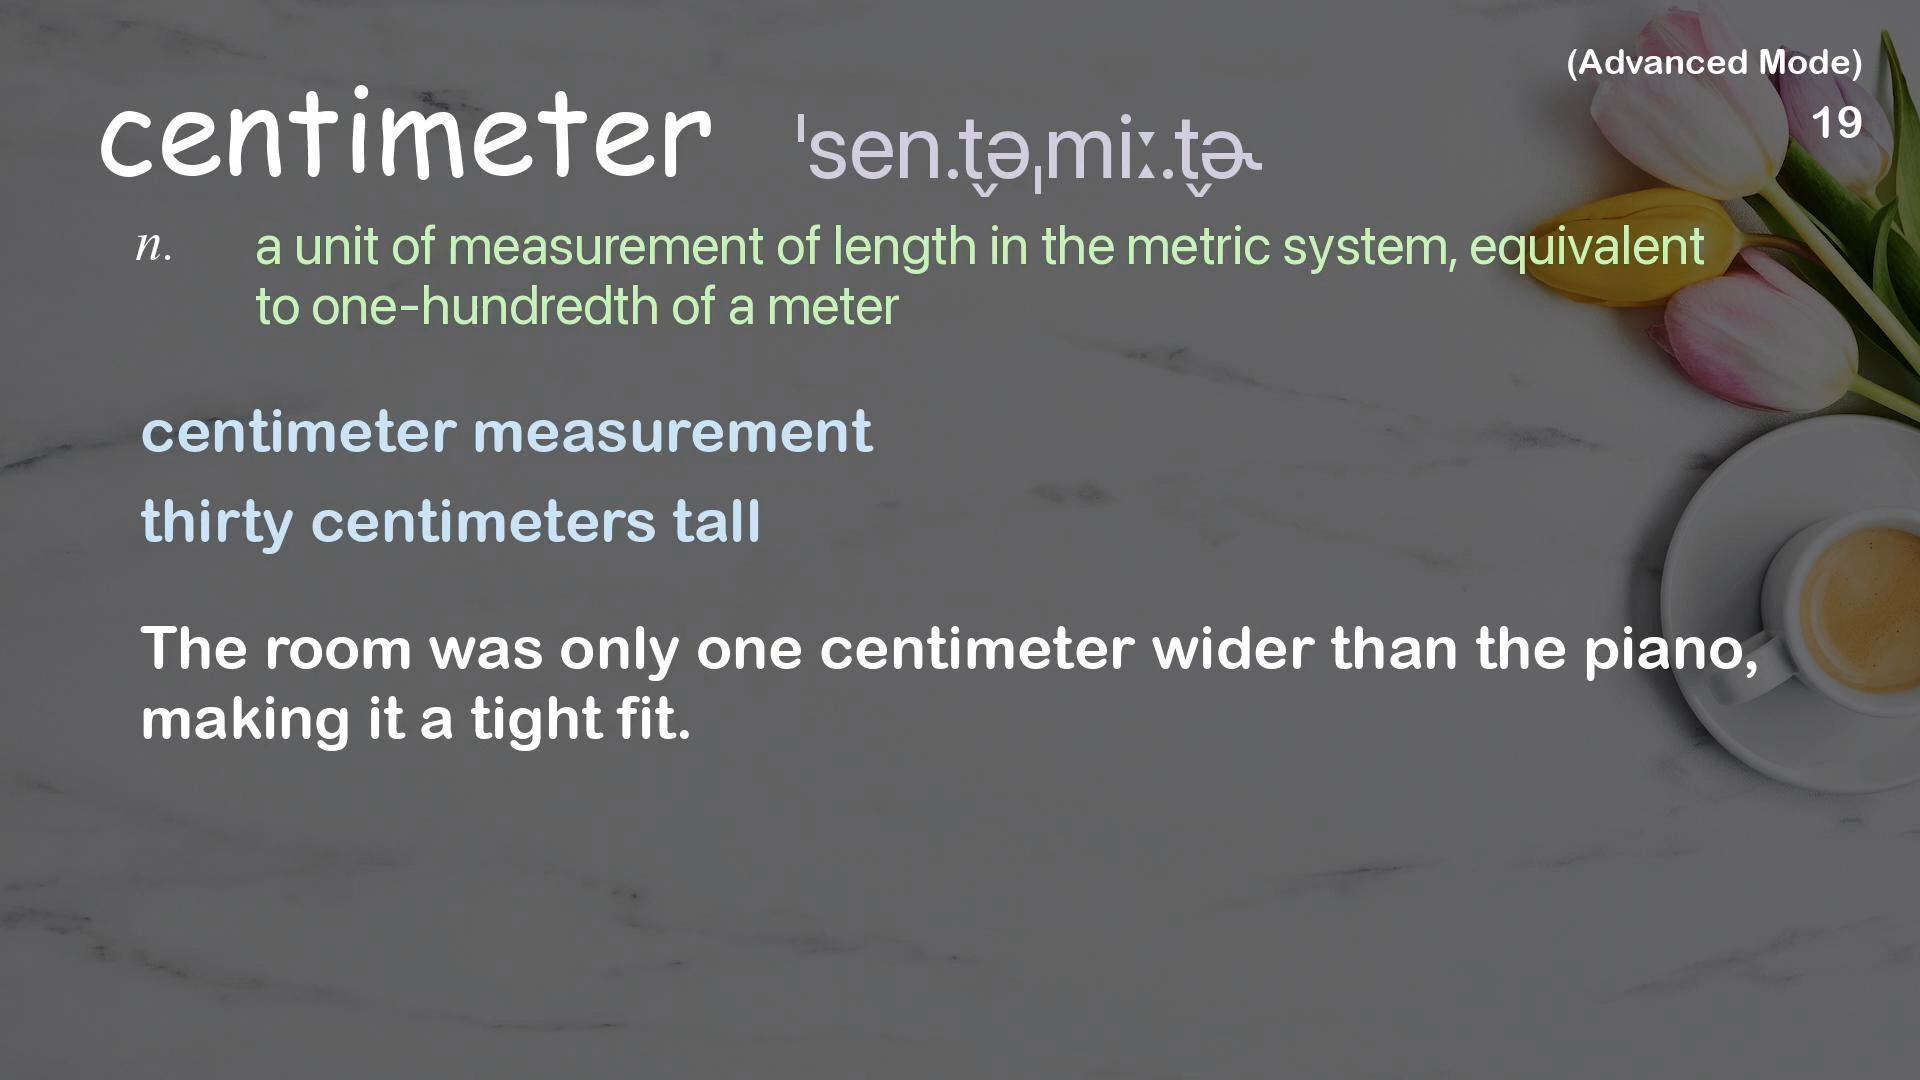 (Advanced Mode)
19
centimeter ˈsen.t̬əˌmiː.t̬ɚ
n. a unit of measurement of length in the metric system, equivalent
to one-hundredth of a meter
centimeter measurement
thirty centimeters tall
The room was only one centimeter wider than the piano,
making it a tight fit.